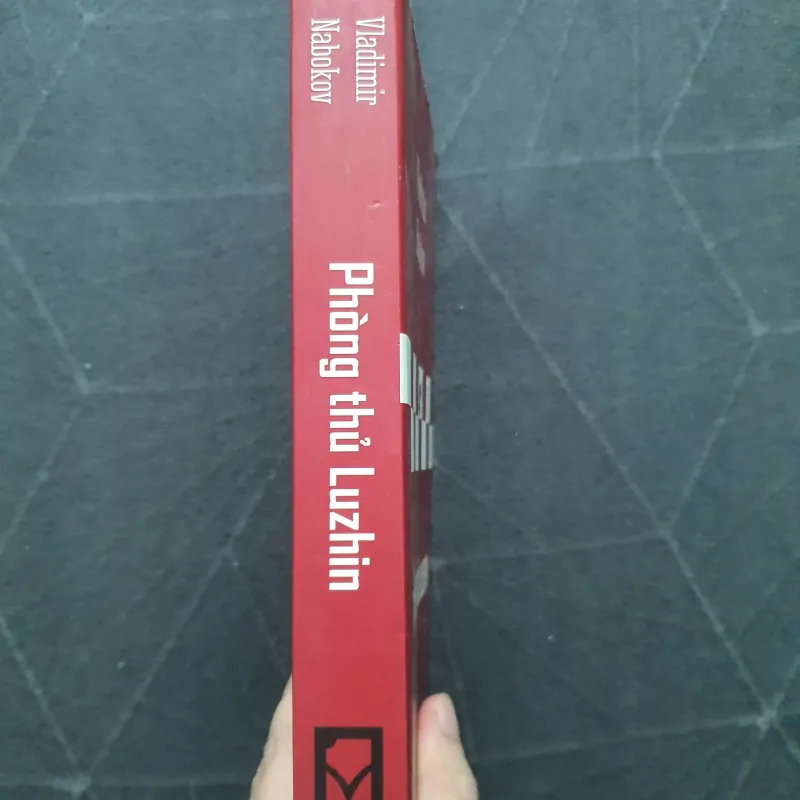 Vladimir
Nabokov
Phòng thủ Luzhin